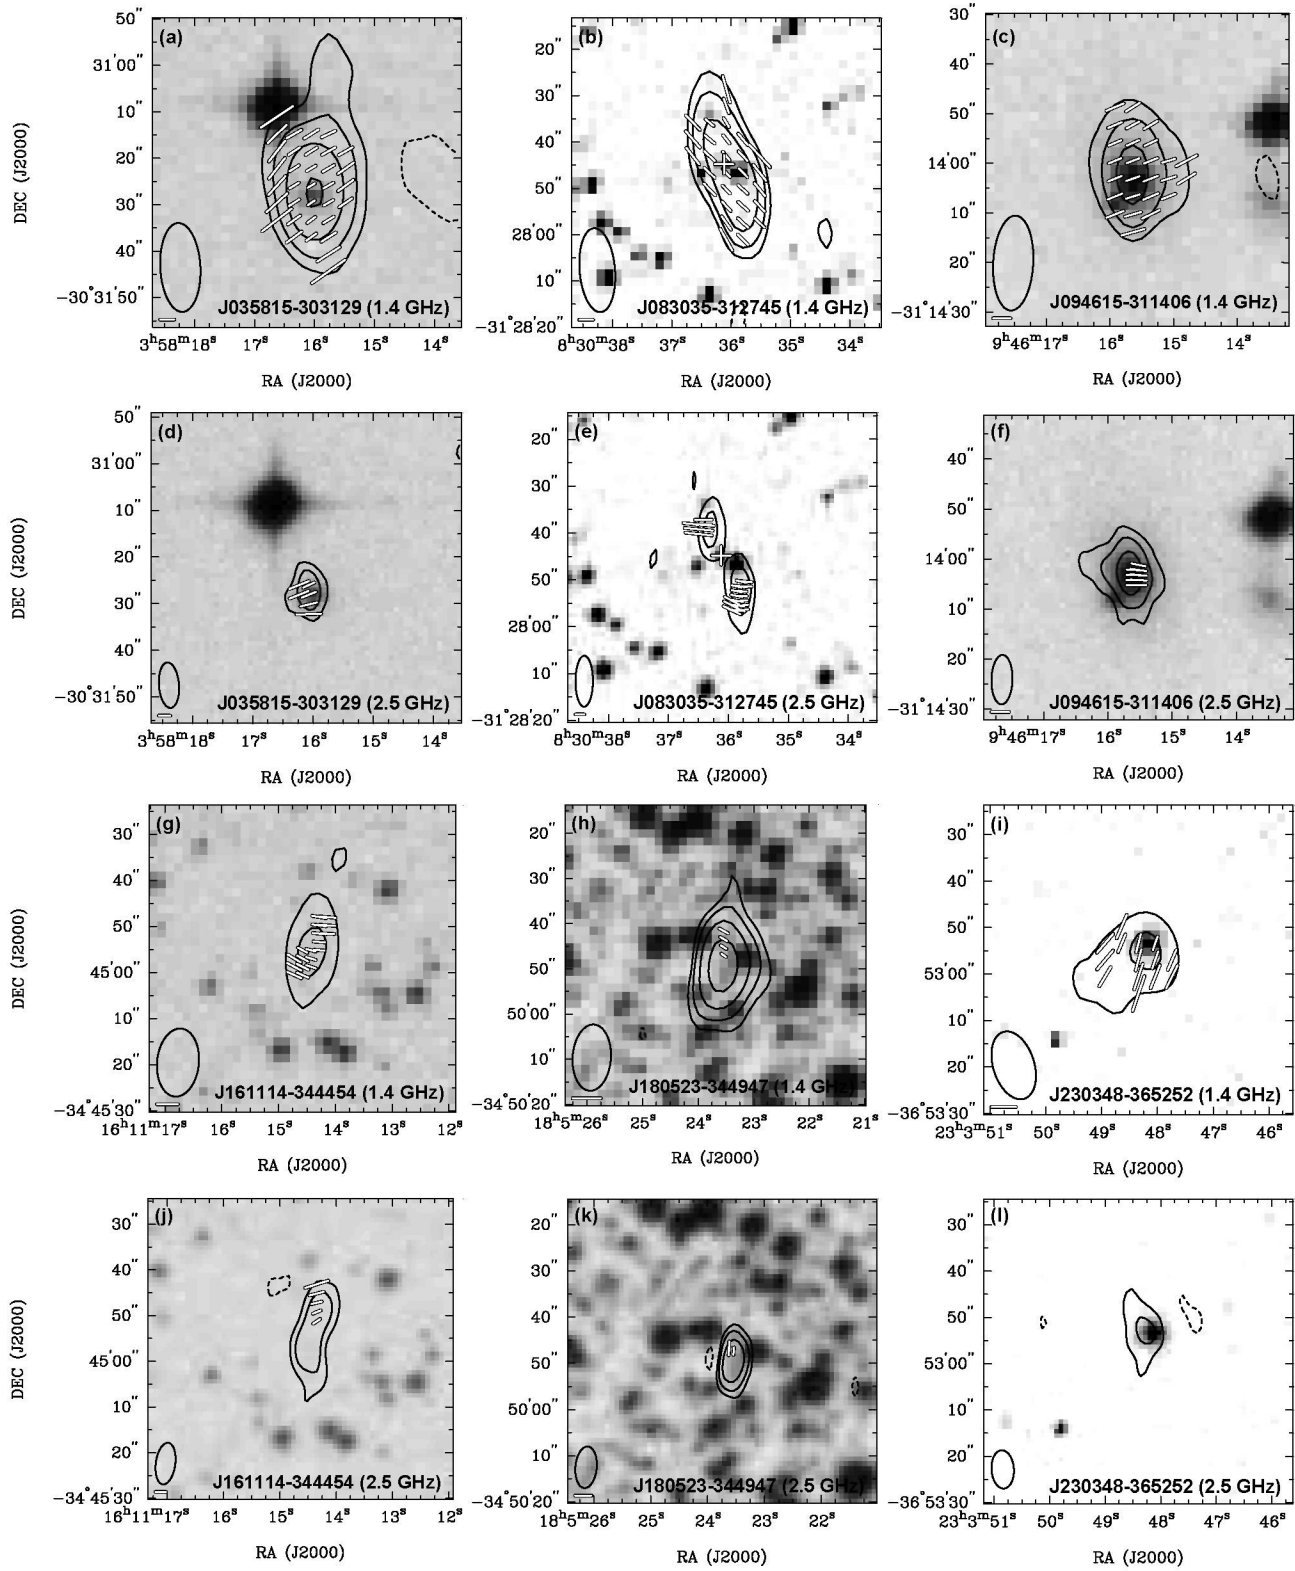 (a)
31'00"
10"
20"
30"
40"
−30°31'50"
J035815-303129 (1.4 GHz)
3ʰ58ᵐ18ˢ 17ˢ 16ˢ 15ˢ 14ˢ
RA (J2000)
DEC (J2000)
(b)
20"
30"
40"
50"
28'00"
10"
−31°28'20"
J083035-312745 (1.4 GHz)
8ʰ30ᵐ38ˢ 37ˢ 36ˢ 35ˢ 34ˢ
RA (J2000)
(c)
30"
40"
50"
14'00"
10"
20"
−31°14'30"
J094615-311406 (1.4 GHz)
9ʰ46ᵐ17ˢ 16ˢ 15ˢ 14ˢ
RA (J2000)
(d)
50"
31'00"
10"
20"
30"
40"
−30°31'50"
J035815-303129 (2.5 GHz)
3ʰ58ᵐ18ˢ 17ˢ 16ˢ 15ˢ 14ˢ
RA (J2000)
DEC (J2000)
(e)
20"
30"
40"
50"
28'00"
10"
−31°28'20"
J083035-312745 (2.5 GHz)
8ʰ30ᵐ38ˢ 37ˢ 36ˢ 35ˢ 34ˢ
RA (J2000)
(f)
40"
50"
14'00"
10"
20"
−31°14'30"
J094615-311406 (2.5 GHz)
9ʰ46ᵐ17ˢ 16ˢ 15ˢ 14ˢ
RA (J2000)
(g)
30"
40"
50"
45'00"
10"
20"
−34°45'30"
J161114-344454 (1.4 GHz)
16ʰ11ᵐ17ˢ 15ˢ 14ˢ 13ˢ 12ˢ
RA (J2000)
DEC (J2000)
(h)
20"
30"
40"
50"
50'00"
10"
−34°50'20"
J180523-344947 (1.4 GHz)
18ʰ5ᵐ26ˢ 25ˢ 24ˢ 23ˢ 22ˢ 21ˢ
RA (J2000)
(i)
30"
40"
50"
53'00"
10"
20"
−36°53'30"
J230348-365252 (1.4 GHz)
23ʰ3ᵐ51ˢ 50ˢ 49ˢ 48ˢ 47ˢ 46ˢ
RA (J2000)
(j)
30"
40"
50"
45'00"
10"
20"
−34°45'30"
J161114-344454 (2.5 GHz)
16ʰ11ᵐ17ˢ 15ˢ 14ˢ 13ˢ 12ˢ
RA (J2000)
DEC (J2000)
(k)
20"
30"
40"
50"
50'00"
10"
−34°50'20"
J180523-344947 (2.5 GHz)
18ʰ5ᵐ26ˢ 25ˢ 24ˢ 23ˢ 22ˢ
RA (J2000)
(l)
30"
40"
50"
53'00"
10"
20"
−36°53'30"
J230348-365252 (2.5 GHz)
23ʰ3ᵐ51ˢ 50ˢ 49ˢ 48ˢ 47ˢ 46ˢ
RA (J2000)